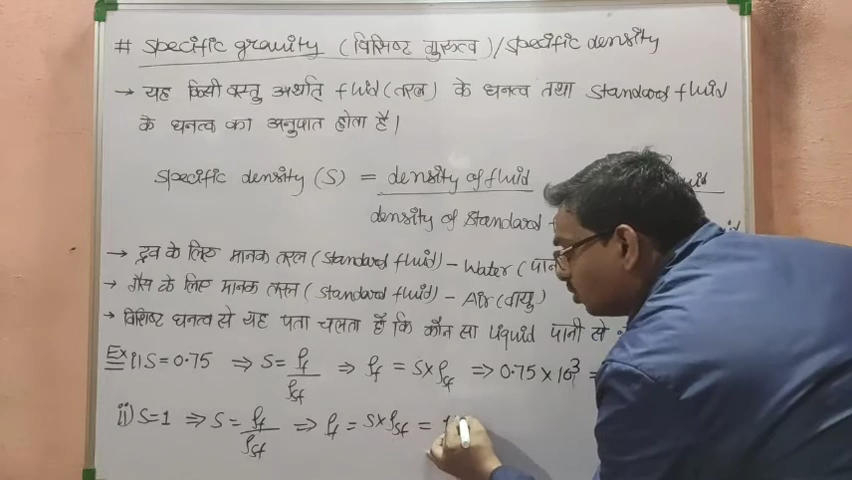 # Specific gravity (विसिष्ट गुरुत्व)/Specific density
→ यह किसी वस्तु अर्थात् fluid (तरल) के घनत्व तथा Standard fluid
के घनत्व का अनुपात होता है।
Specific density (S) = density of fluid
density of Standard
→ द्रव के लिए मानक तरल (Standard fluid) - Water (पानी
→ गैस के लिए मानक तरल (Standard fluid) - Air (वायु)
→ विशिष्ट घनत्व से यह पता चलता है कि कौन सा liquid पानी से
Ex i) S = 0.75 ⇒ S = ρf/ρsf ⇒ ρf = S×ρsf ⇒ 0.75 × 10³ =
ii) S=1 ⇒ S = ρf/ρsf ⇒ ρf = S×ρsf =